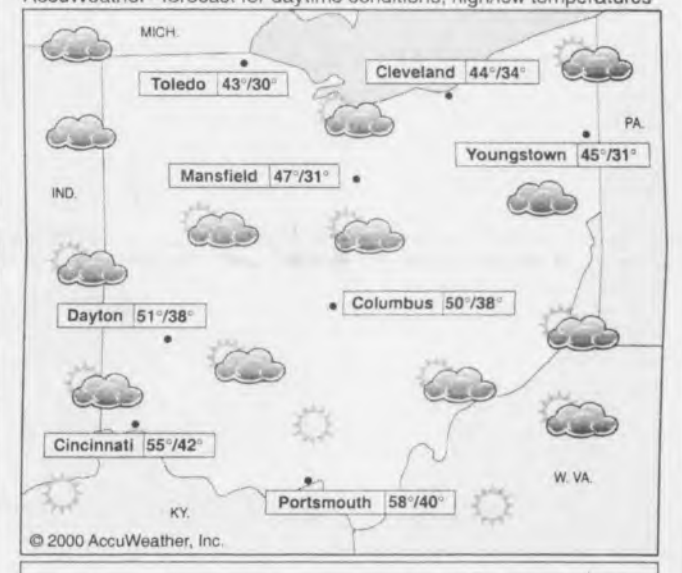 AccuWeather® forecast for daytime conditions, high/low temperatures
MICH.
Toledo 43°/30°
Cleveland 44°/34°
PA.
Youngstown 45°/31°
Mansfield 47°/31°
IND.
Columbus 50°/38°
Dayton 51°/38°
Cincinnati 55°/42°
W. VA.
Portsmouth 58°/40°
KY.
© 2000 AccuWeather, Inc.